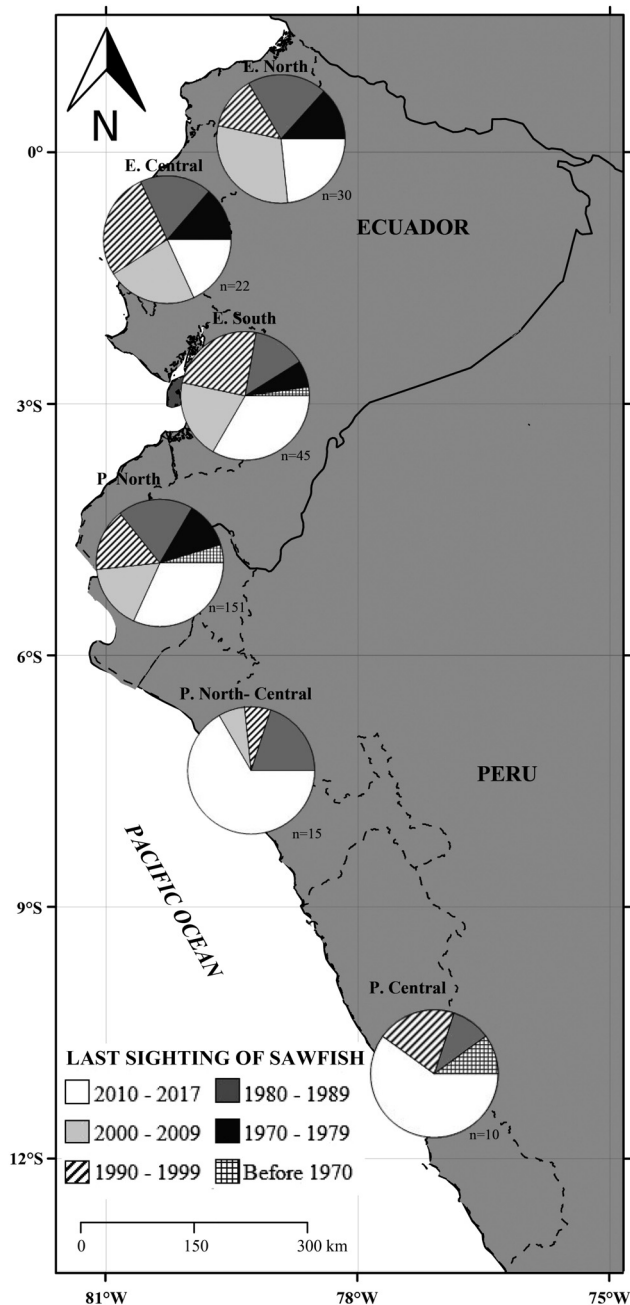 N
E. North
0°
E. Central
n=30
ECUADOR
n=22
E. South
3°S
n=45
P. North
n=151
6°S
P. North- Central
PERU
n=15
PACIFIC OCEAN
9°S
P. Central
LAST SIGHTING OF SAWFISH
2010 - 2017
1980 - 1989
2000 - 2009
1970 - 1979
1990 - 1999
Before 1970
n=10
12°S
0
150
300 km
81°W
78°W
75°W